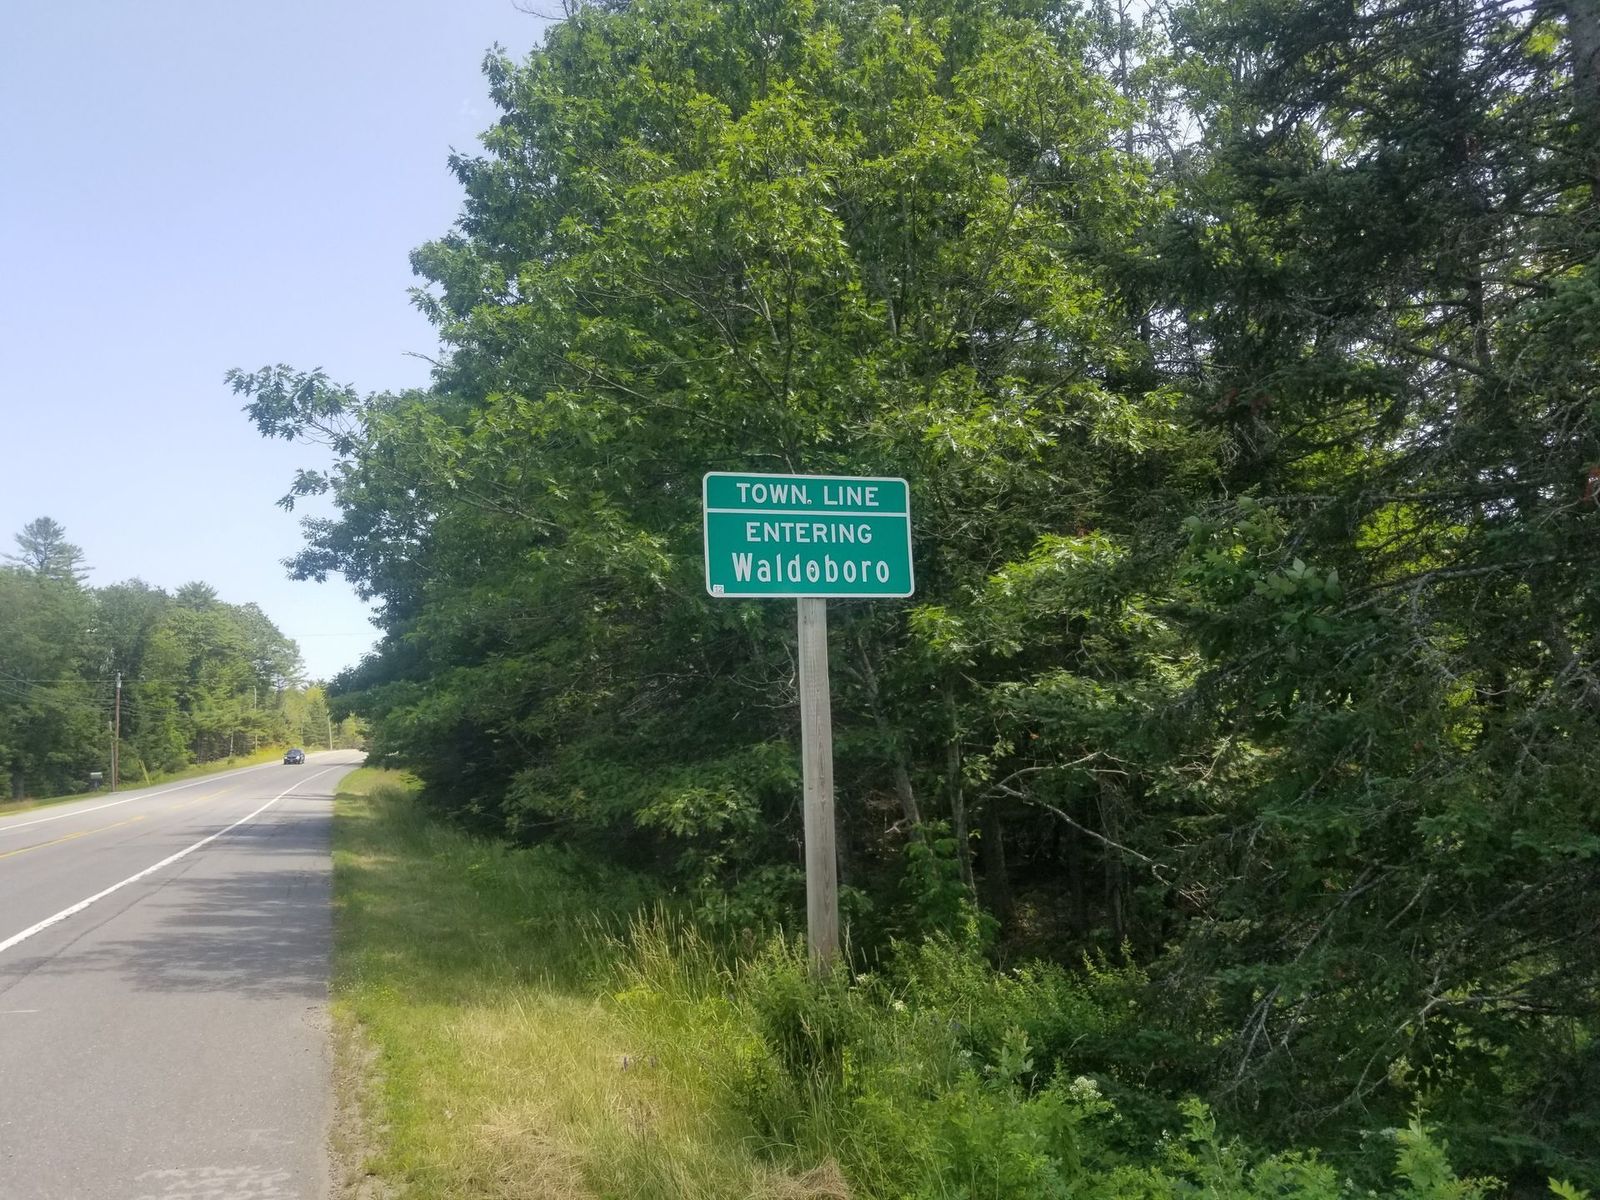 TOWN LINE
ENTERING
Waldoboro